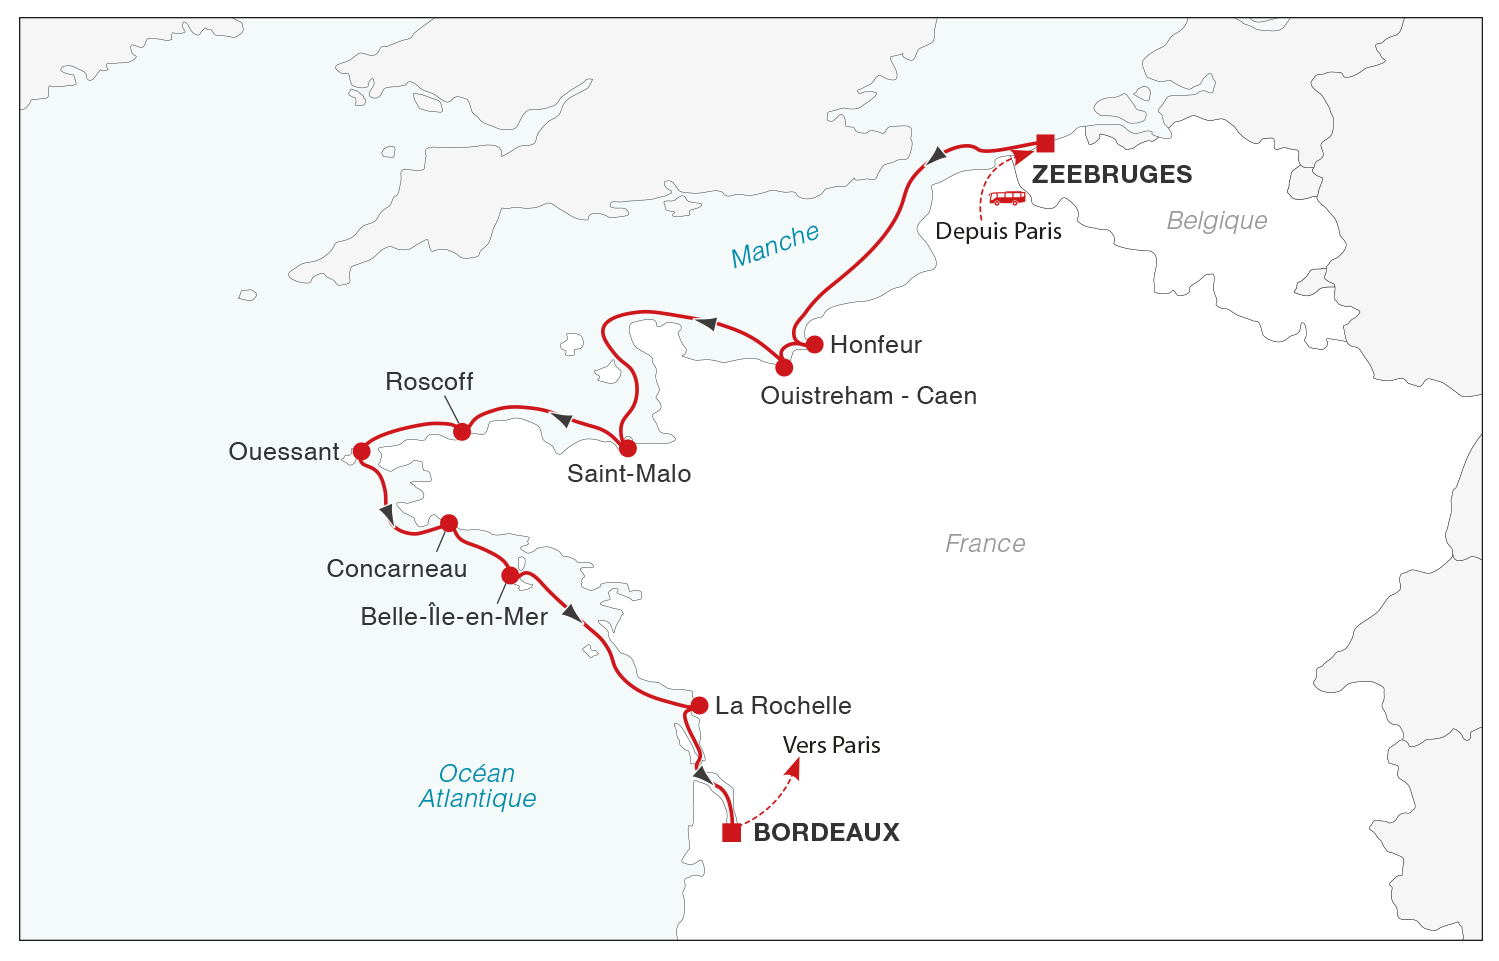 ZEEBRUGES
Belgique
Depuis Paris
Manche
Honfeur
Ouistreham - Caen
Roscoff
Ouessant
Saint-Malo
France
Concarneau
Belle-Île-en-Mer
La Rochelle
Vers Paris
Océan
Atlantique
BORDEAUX